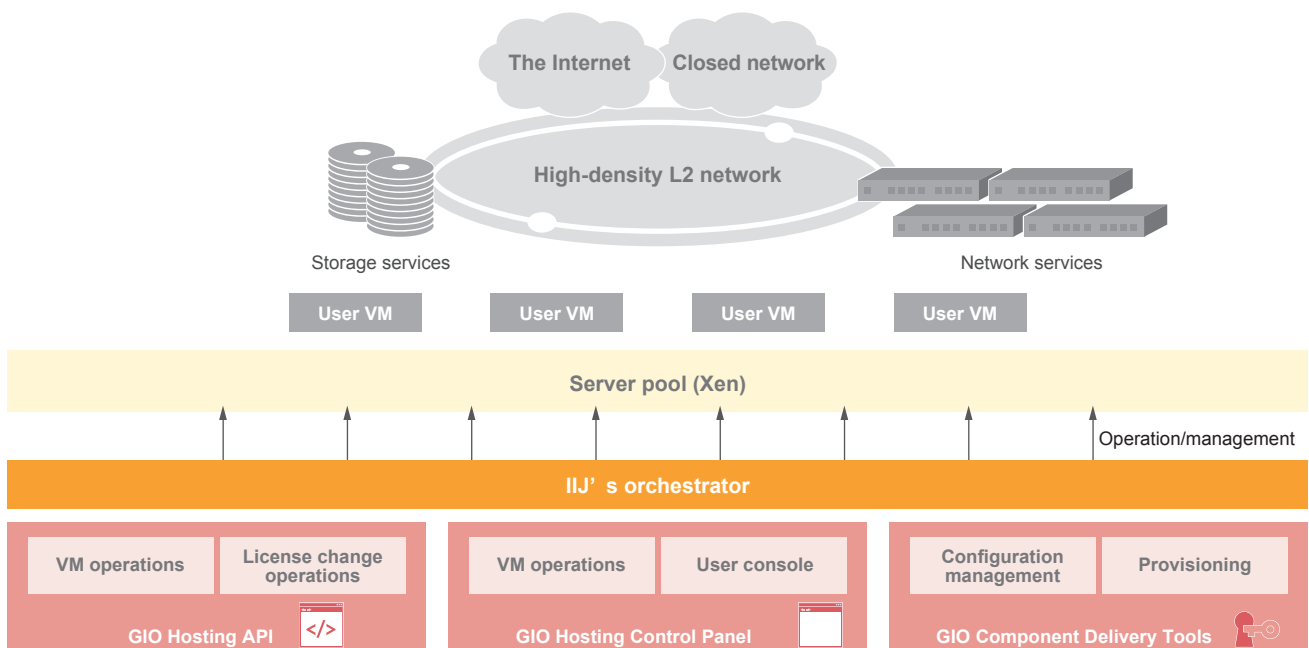 The Internet
Closed network
High-density L2 network
Storage services
Network services
User VM
User VM
User VM
User VM
Server pool (Xen)
Operation/management
IIJ’ s orchestrator
VM operations
License change
operations
GIO Hosting API
</>
VM operations
User console
GIO Hosting Control Panel
Configuration
management
Provisioning
GIO Component Delivery Tools